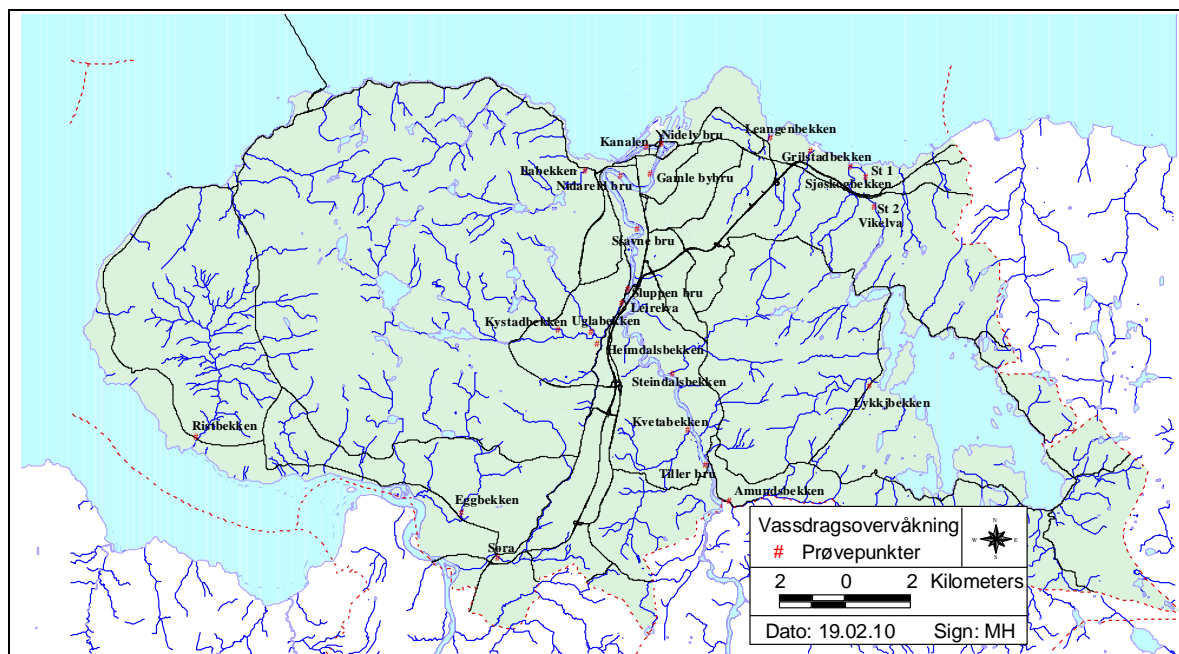 Kanalen
Nidelv bru
Leangenbekken
Grilstadbekken
Ilabekken
Nidareid bru
Gamle bybru
St 1
Sjøskogbekken
St 2
Vikelva
Stavne bru
Sluppen bru
Leirelva
Kystadbekken
Uglabekken
Heimdalsbekken
Steindalsbekken
Lykkjbekken
Ristbekken
Kvetabekken
Tiller bru
Amundsbekken
Eggbekken
Søra
Vassdragsovervåkning
# Prøvepunkter
N
W E
S
2 0 2 Kilometers
Dato: 19.02.10 Sign: MH